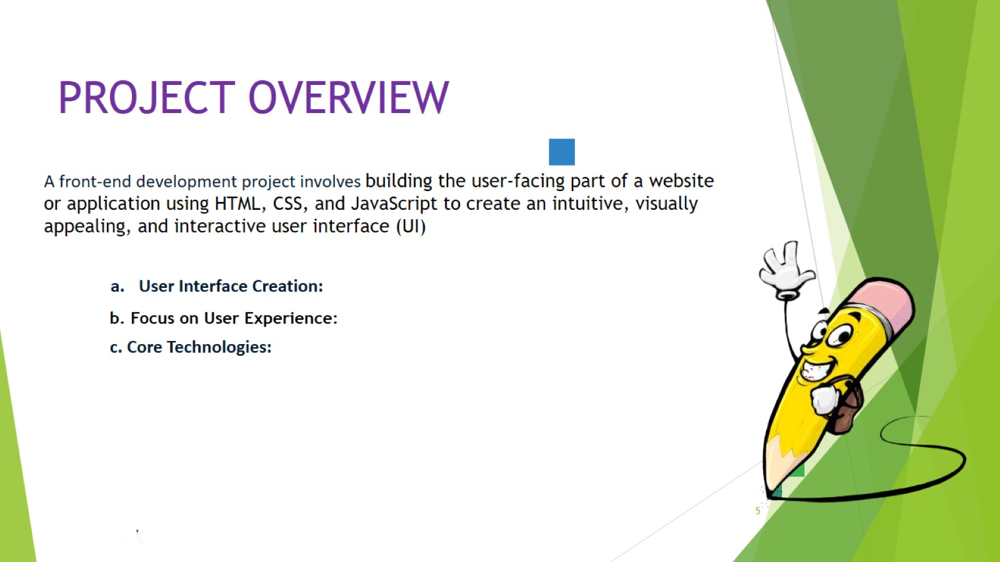 PROJECT OVERVIEW
A front-end development project involves building the user-facing part of a website
or application using HTML, CSS, and JavaScript to create an intuitive, visually
appealing, and interactive user interface (UI)
a. User Interface Creation:
b. Focus on User Experience:
c. Core Technologies:
5